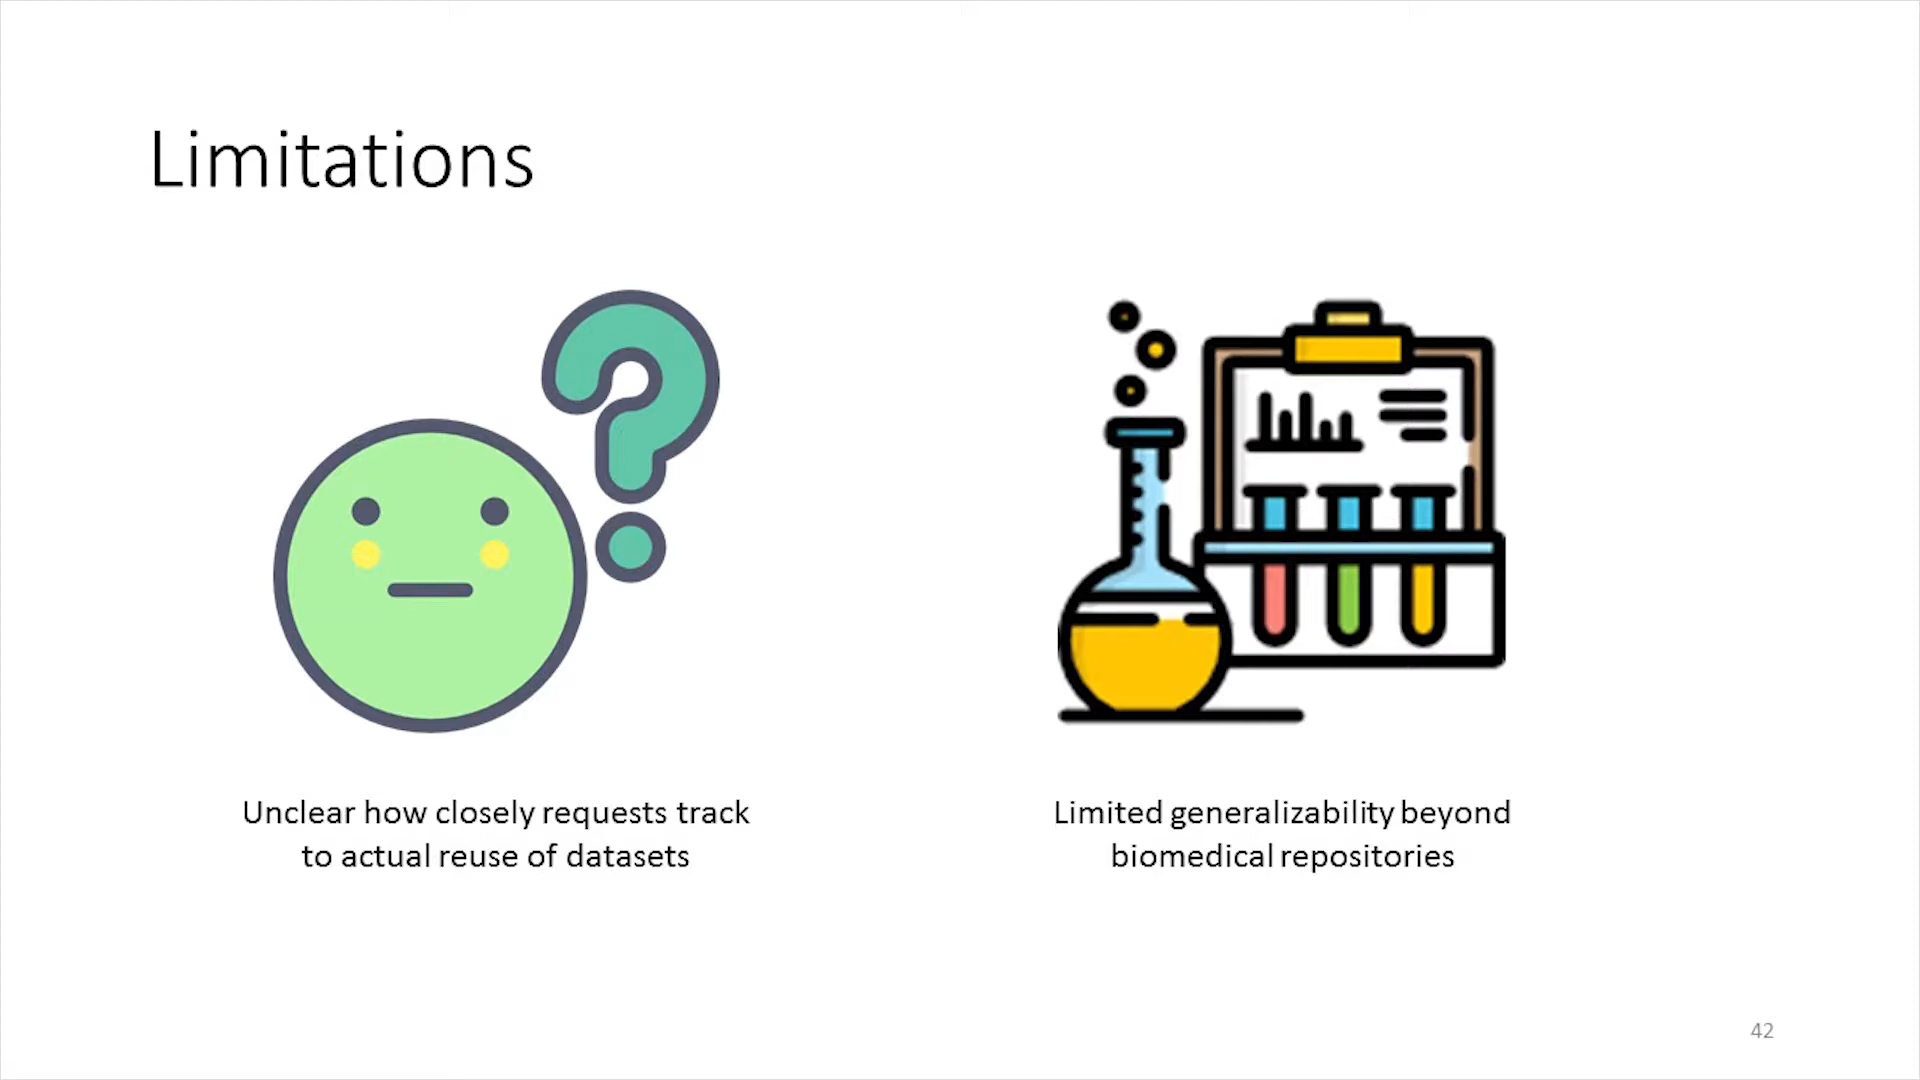 Limitations
Unclear how closely requests track
to actual reuse of datasets
Limited generalizability beyond
biomedical repositories
42